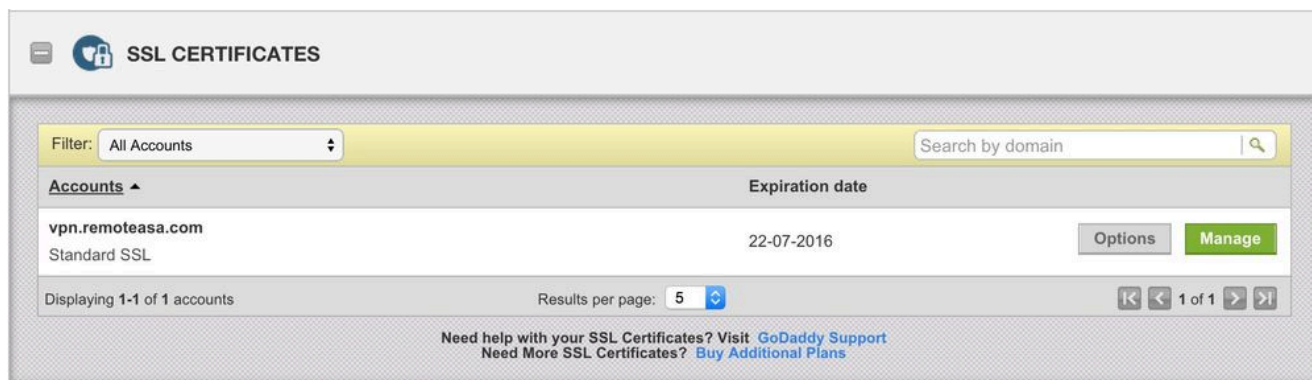 SSL CERTIFICATES
Filter: All Accounts
Search by domain
Accounts
Expiration date
vpn.remoteasa.com
Standard SSL
22-07-2016
Options
Manage
Displaying 1-1 of 1 accounts
Results per page: 5
1 of 1
Need help with your SSL Certificates? Visit GoDaddy Support
Need More SSL Certificates? Buy Additional Plans